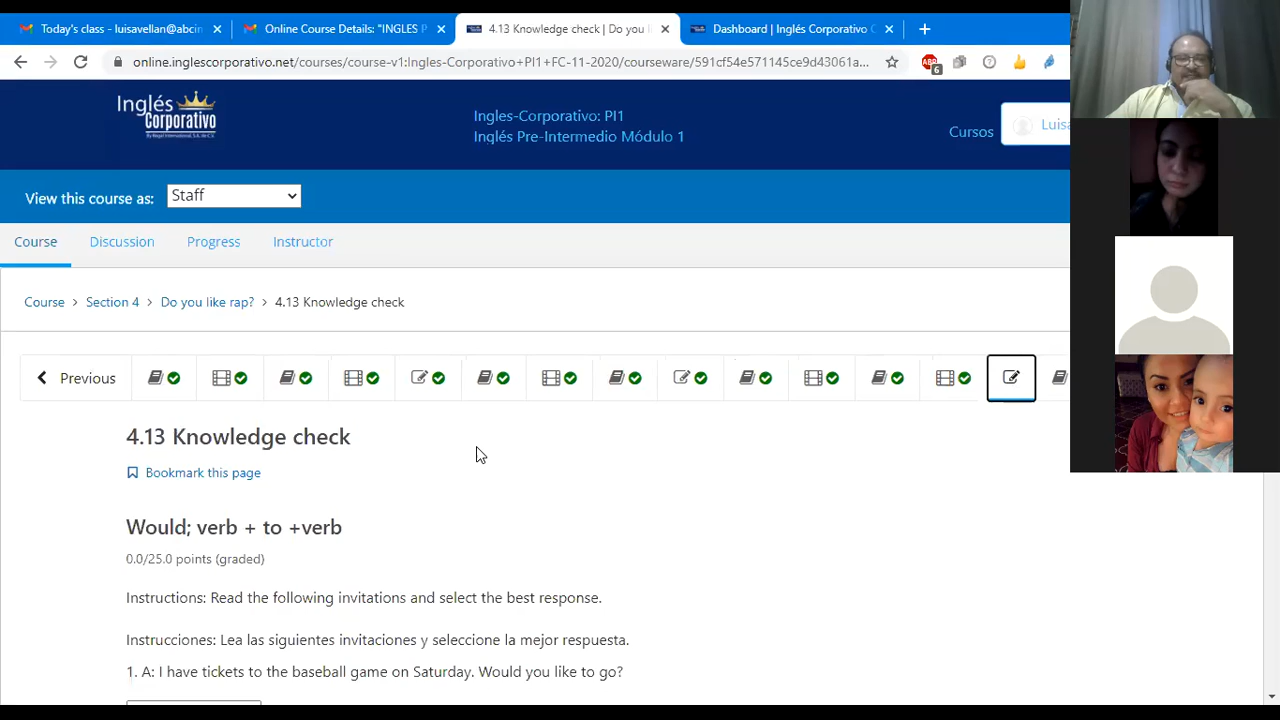 Today's class - luisavellan@abcin
Online Course Details: "INGLES P
4.13 Knowledge check | Do you l
Dashboard | Inglés Corporativo C
online.inglescorporativo.net/courses/course-v1:Ingles-Corporativo+PI1+FC-11-2020/courseware/591cf54e571145ce9d43061a...
ABP
6
Inglés
Corporativo
Ingles-Corporativo: PI1
Inglés Pre-Intermedio Módulo 1
Cursos
Luisa
View this course as:
Staff
Course
Discussion
Progress
Instructor
Course > Section 4 > Do you like rap? > 4.13 Knowledge check
Previous
4.13 Knowledge check
Bookmark this page
Would; verb + to +verb
0.0/25.0 points (graded)
Instructions: Read the following invitations and select the best response.
Instrucciones: Lea las siguientes invitaciones y seleccione la mejor respuesta.
1. A: I have tickets to the baseball game on Saturday. Would you like to go?